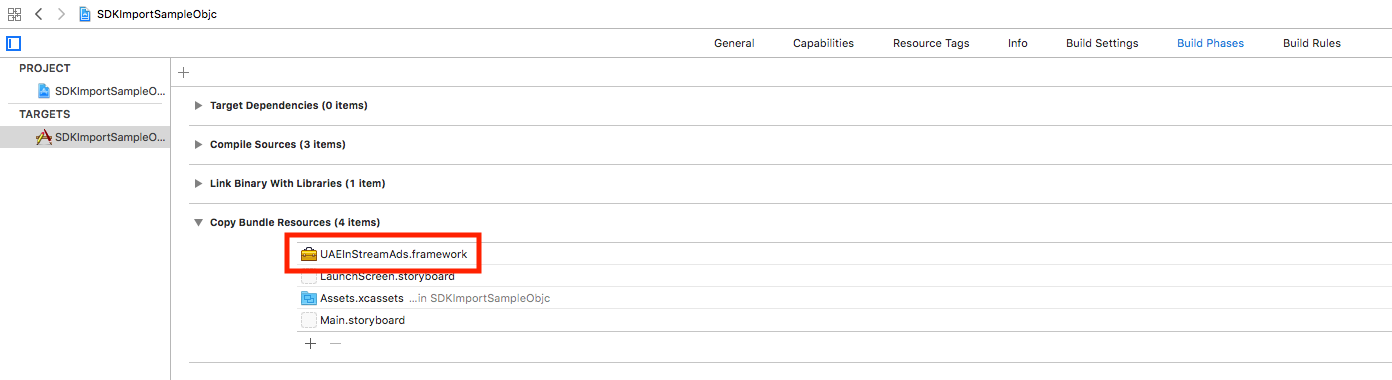 SDKImportSampleObjc
General Capabilities Resource Tags Info Build Settings Build Phases Build Rules
PROJECT
SDKImportSampleO...
TARGETS
SDKImportSampleO...
Target Dependencies (0 items)
Compile Sources (3 items)
Link Binary With Libraries (1 item)
Copy Bundle Resources (4 items)
UAEInStreamAds.framework
LaunchScreen.storyboard
Assets.xcassets ...in SDKImportSampleObjc
Main.storyboard